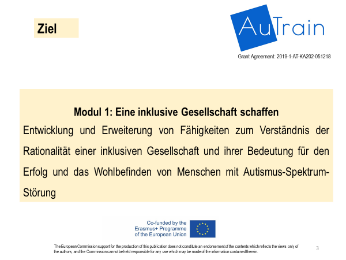 Ziel
AuTrain
Grant Agreement: 2019-1-AT-KA202-051218
Modul 1: Eine inklusive Gesellschaft schaffen
Entwicklung und Erweiterung von Fähigkeiten zum Verständnis der
Rationalität einer inklusiven Gesellschaft und ihrer Bedeutung für den
Erfolg und das Wohlbefinden von Menschen mit Autismus-Spektrum-
Störung
Co-funded by the
Erasmus+ Programme
of the European Union
The European Commission support for the production of this publication does not constitute an endorsement of the contents which reflects the views only of
the authors, and the Commission cannot be held responsible for any use which may be made of the information contained therein.